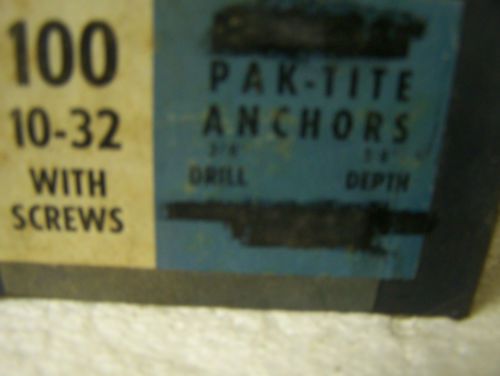 100
10-32
WITH
SCREWS
PAK-TITE
ANCHORS
DRILL DEPTH